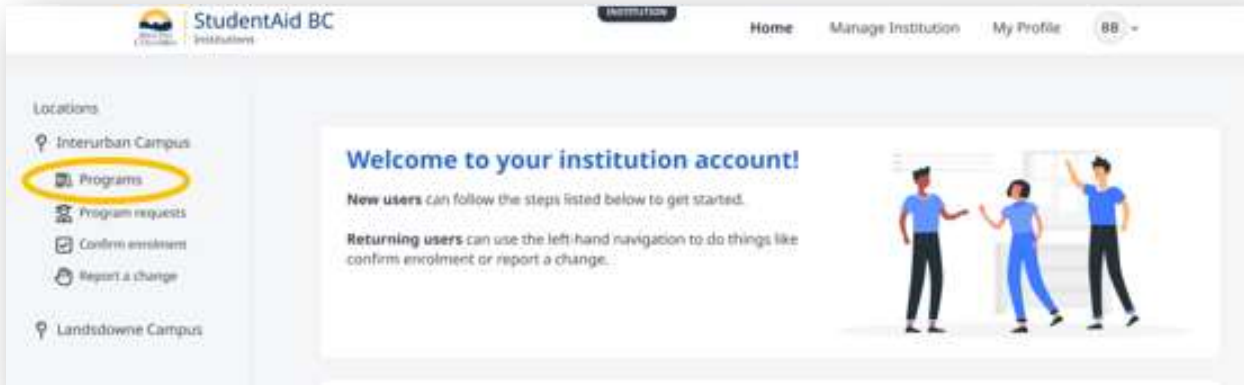 StudentAid BC
Institutions
INSTITUTION
Home
Manage Institution
My Profile
BB
Locations
Interurban Campus
Programs
Program requests
Confirm enrolment
Report a change
Landsdowne Campus
Welcome to your institution account!
New users can follow the steps listed below to get started.
Returning users can use the left-hand navigation to do things like
confirm enrolment or report a change.